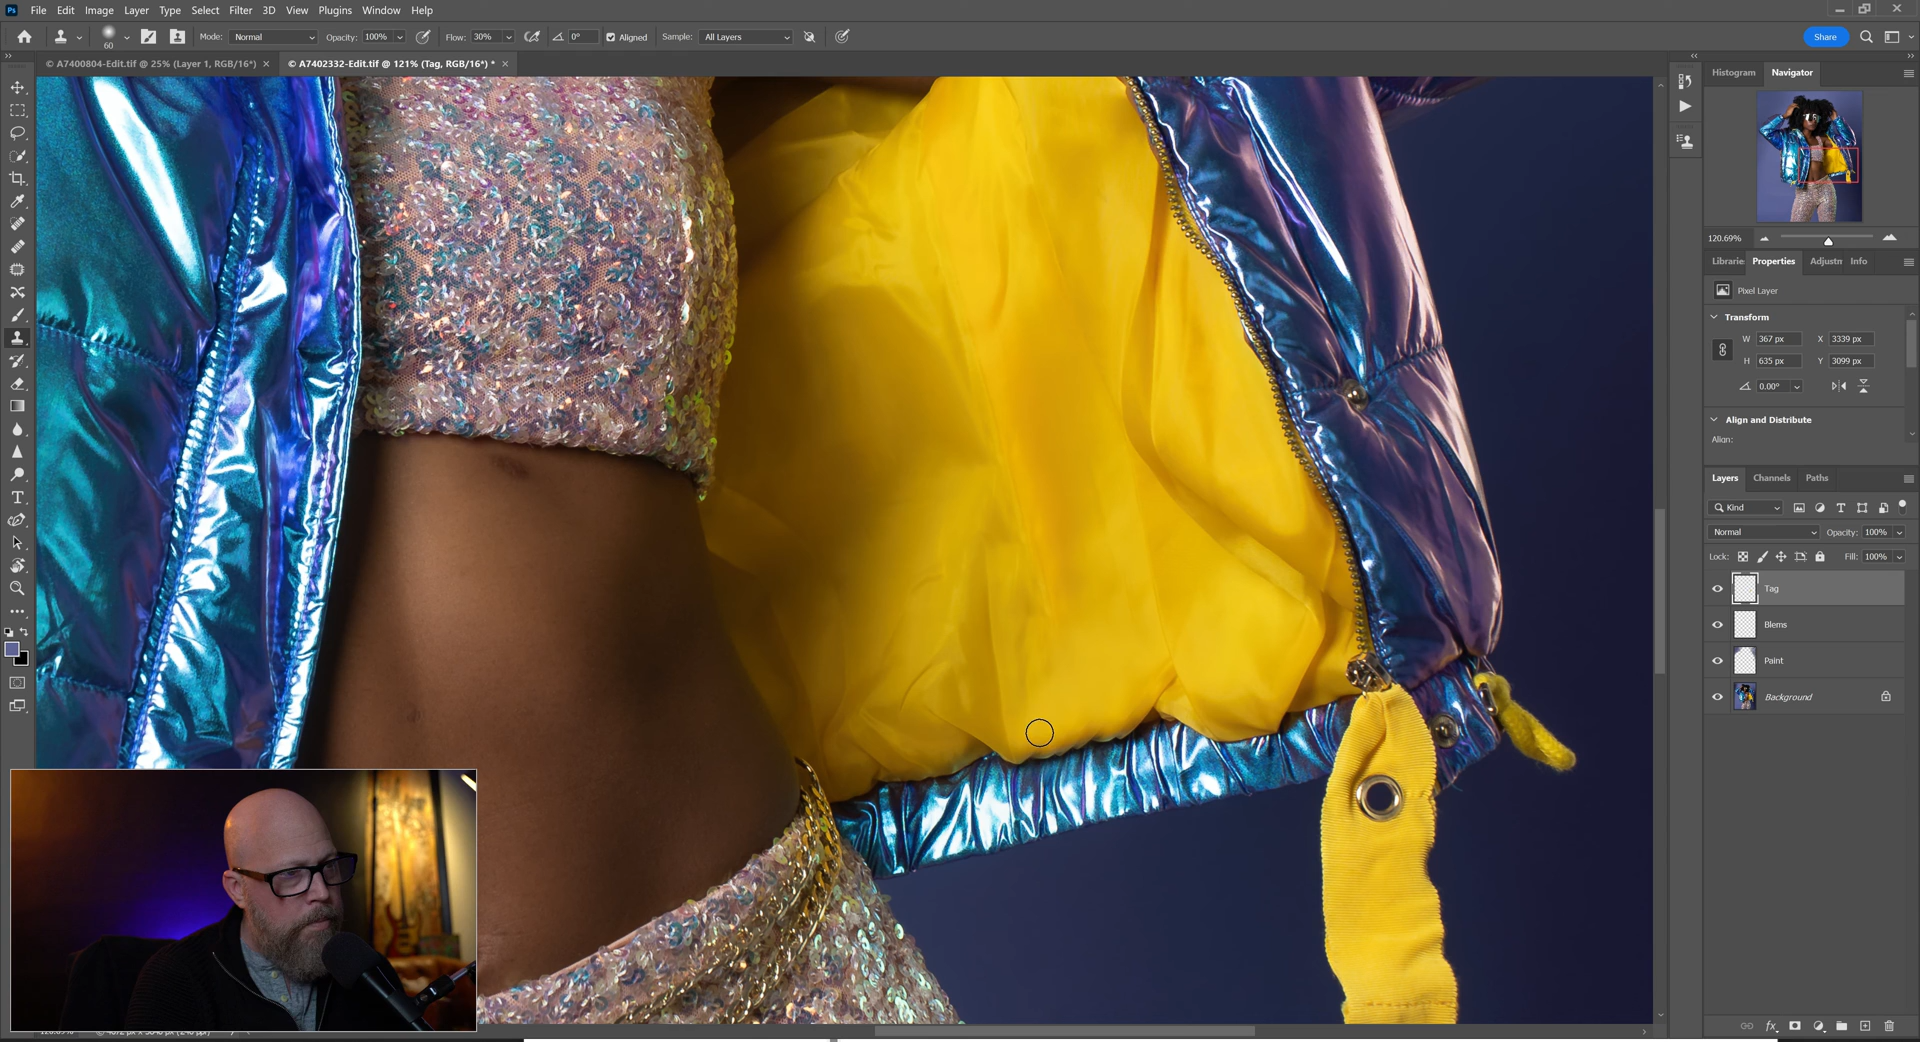 Ps File Edit Image Layer Type Select Filter 3D View Plugins Window Help
60 Mode: Normal Opacity: 100% Flow: 30% 0° Aligned Sample: All Layers Share
© A7400804-Edit.tif @ 25% (Layer 1, RGB/16*) × © A7402332-Edit.tif @ 121% (Tag, RGB/16*) * ×
Histogram Navigator
120.69%
Librarie Properties Adjustn Info
Pixel Layer
Transform
W 367 px X 3339 px
H 635 px Y 3099 px
0.00°
Align and Distribute
Align:
Layers Channels Paths
Kind
Normal Opacity: 100%
Lock: Fill: 100%
Tag
Blems
Paint
Background
fx